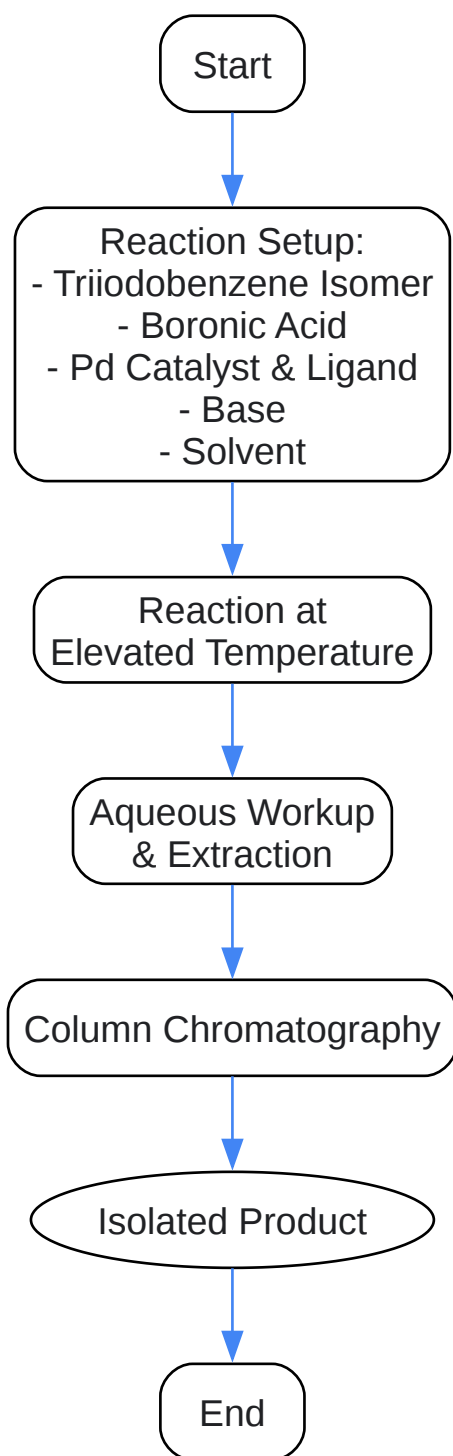 Start
Reaction Setup:
- Triiodobenzene Isomer
- Boronic Acid
- Pd Catalyst & Ligand
- Base
- Solvent
Reaction at
Elevated Temperature
Aqueous Workup
& Extraction
Column Chromatography
Isolated Product
End